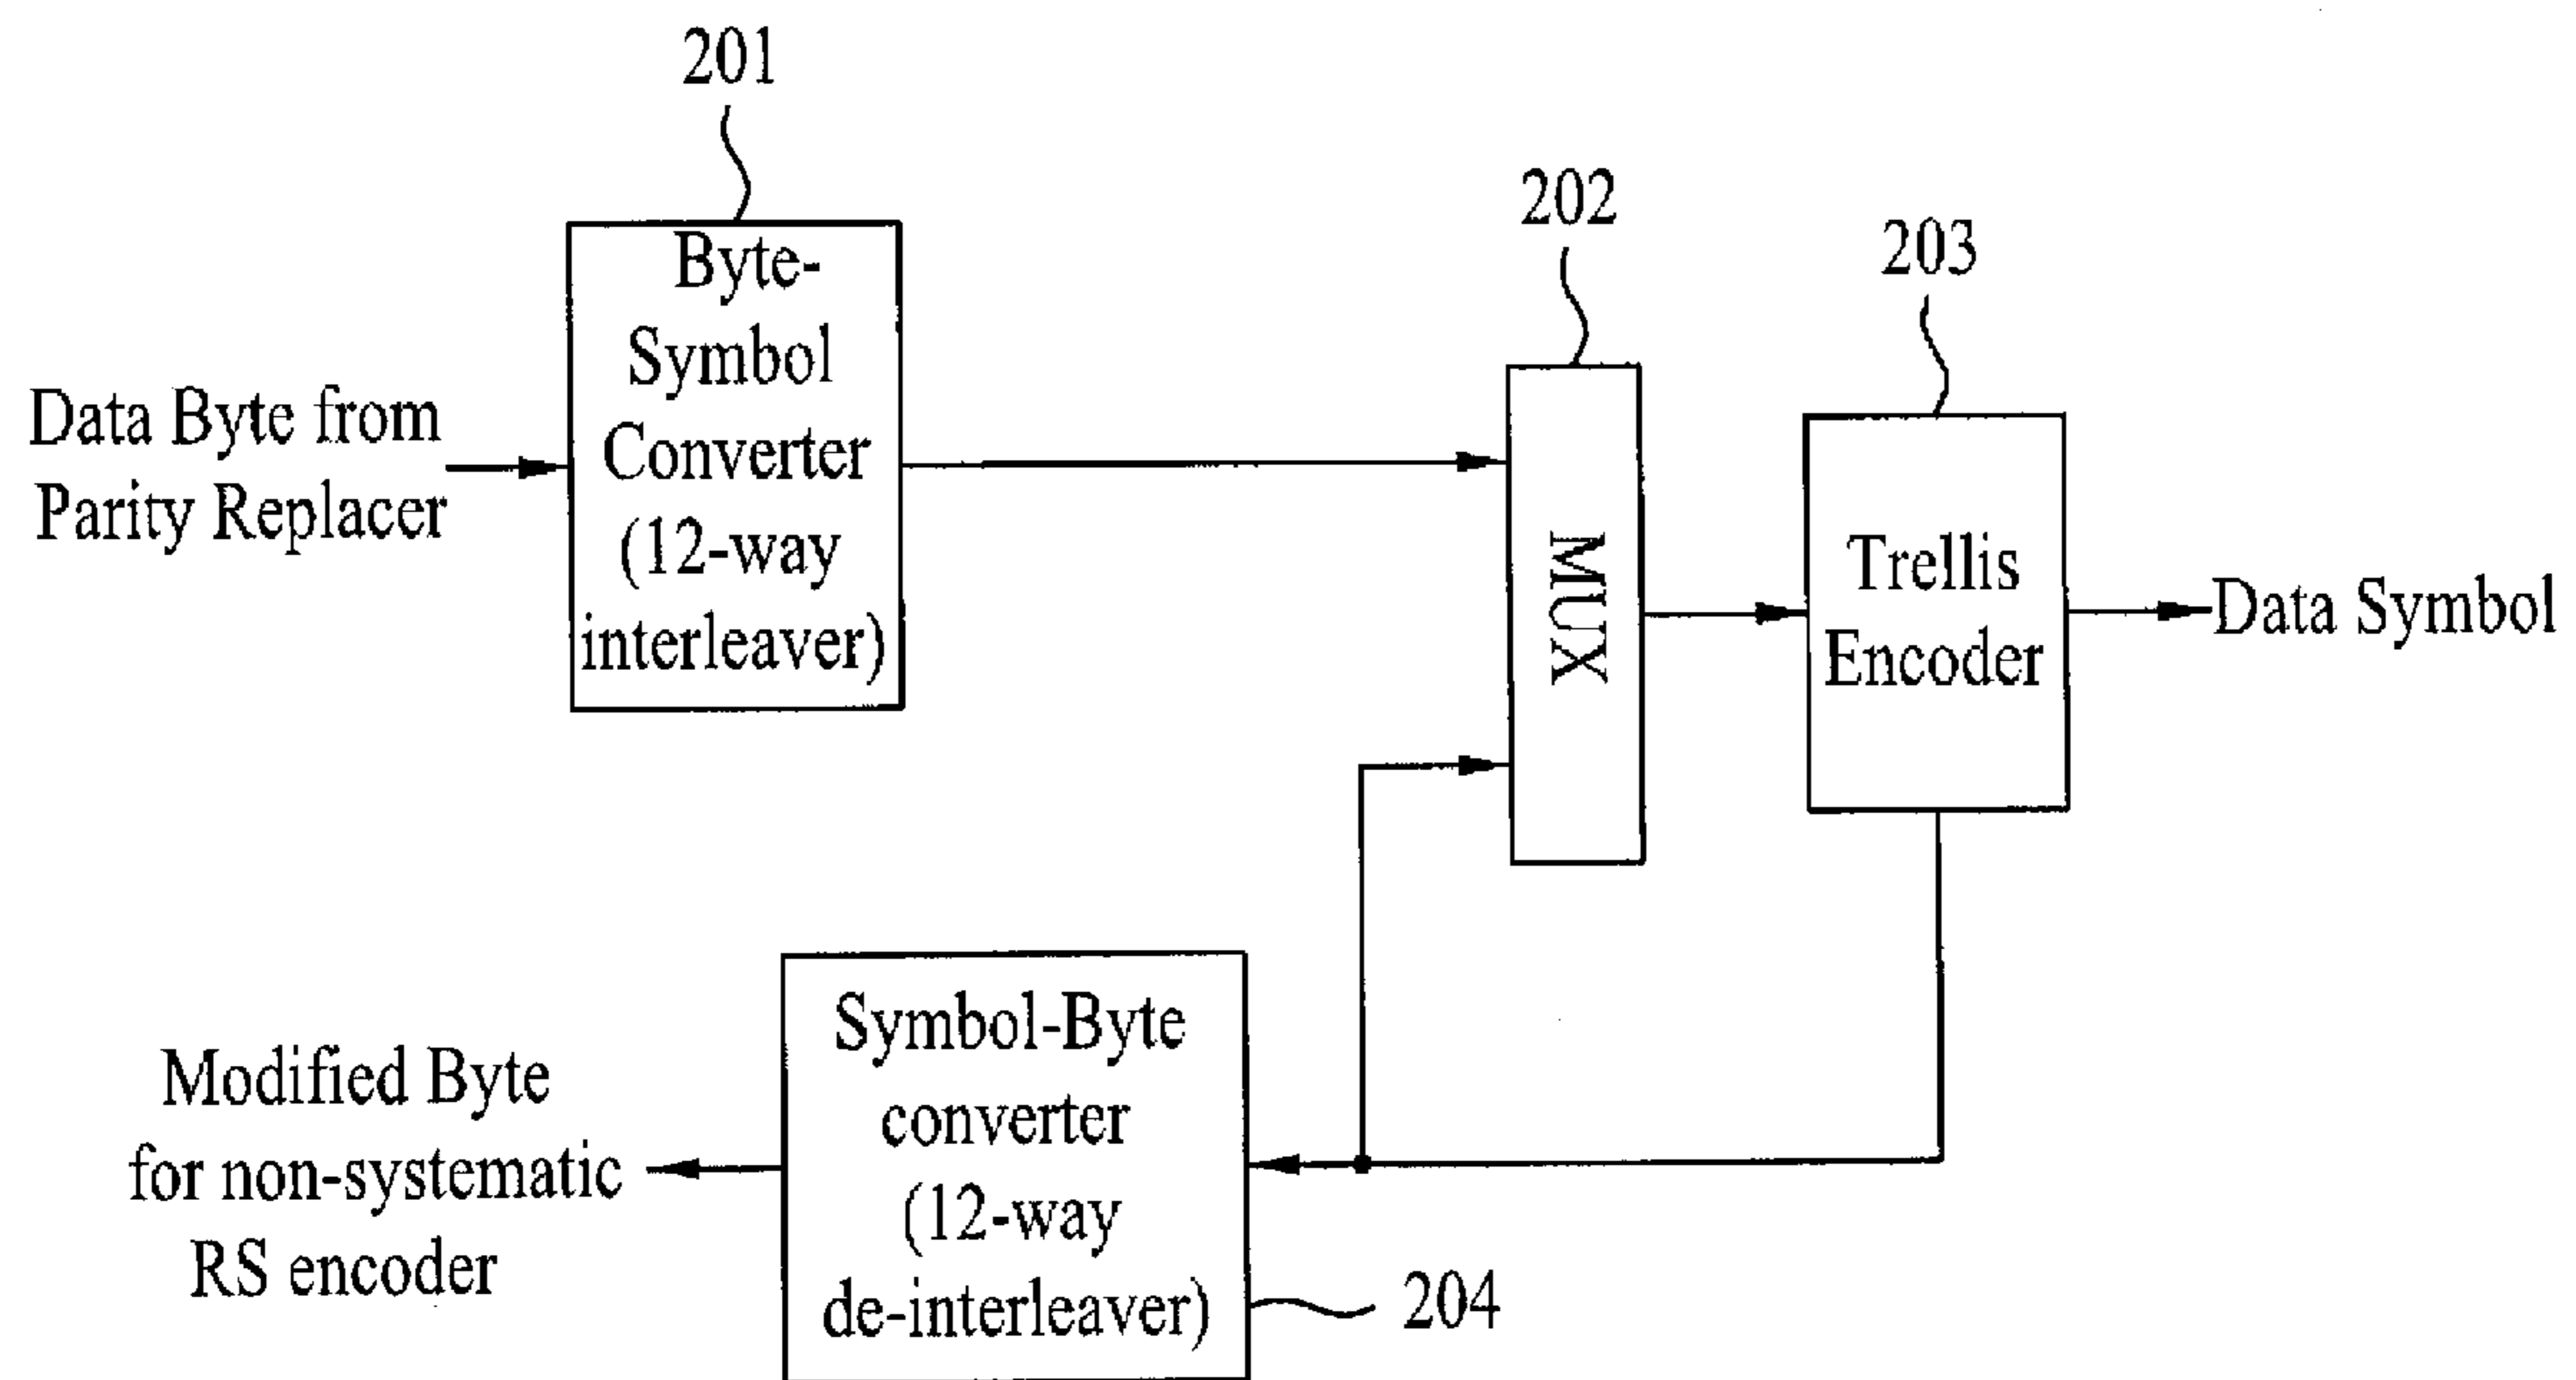 201
Byte-
Symbol
Converter
(12-way
interleaver)
Data Byte from
Parity Replacer
202
MUX
203
Trellis
Encoder
Data Symbol
Symbol-Byte
converter
(12-way
de-interleaver)
204
Modified Byte
for non-systematic
RS encoder